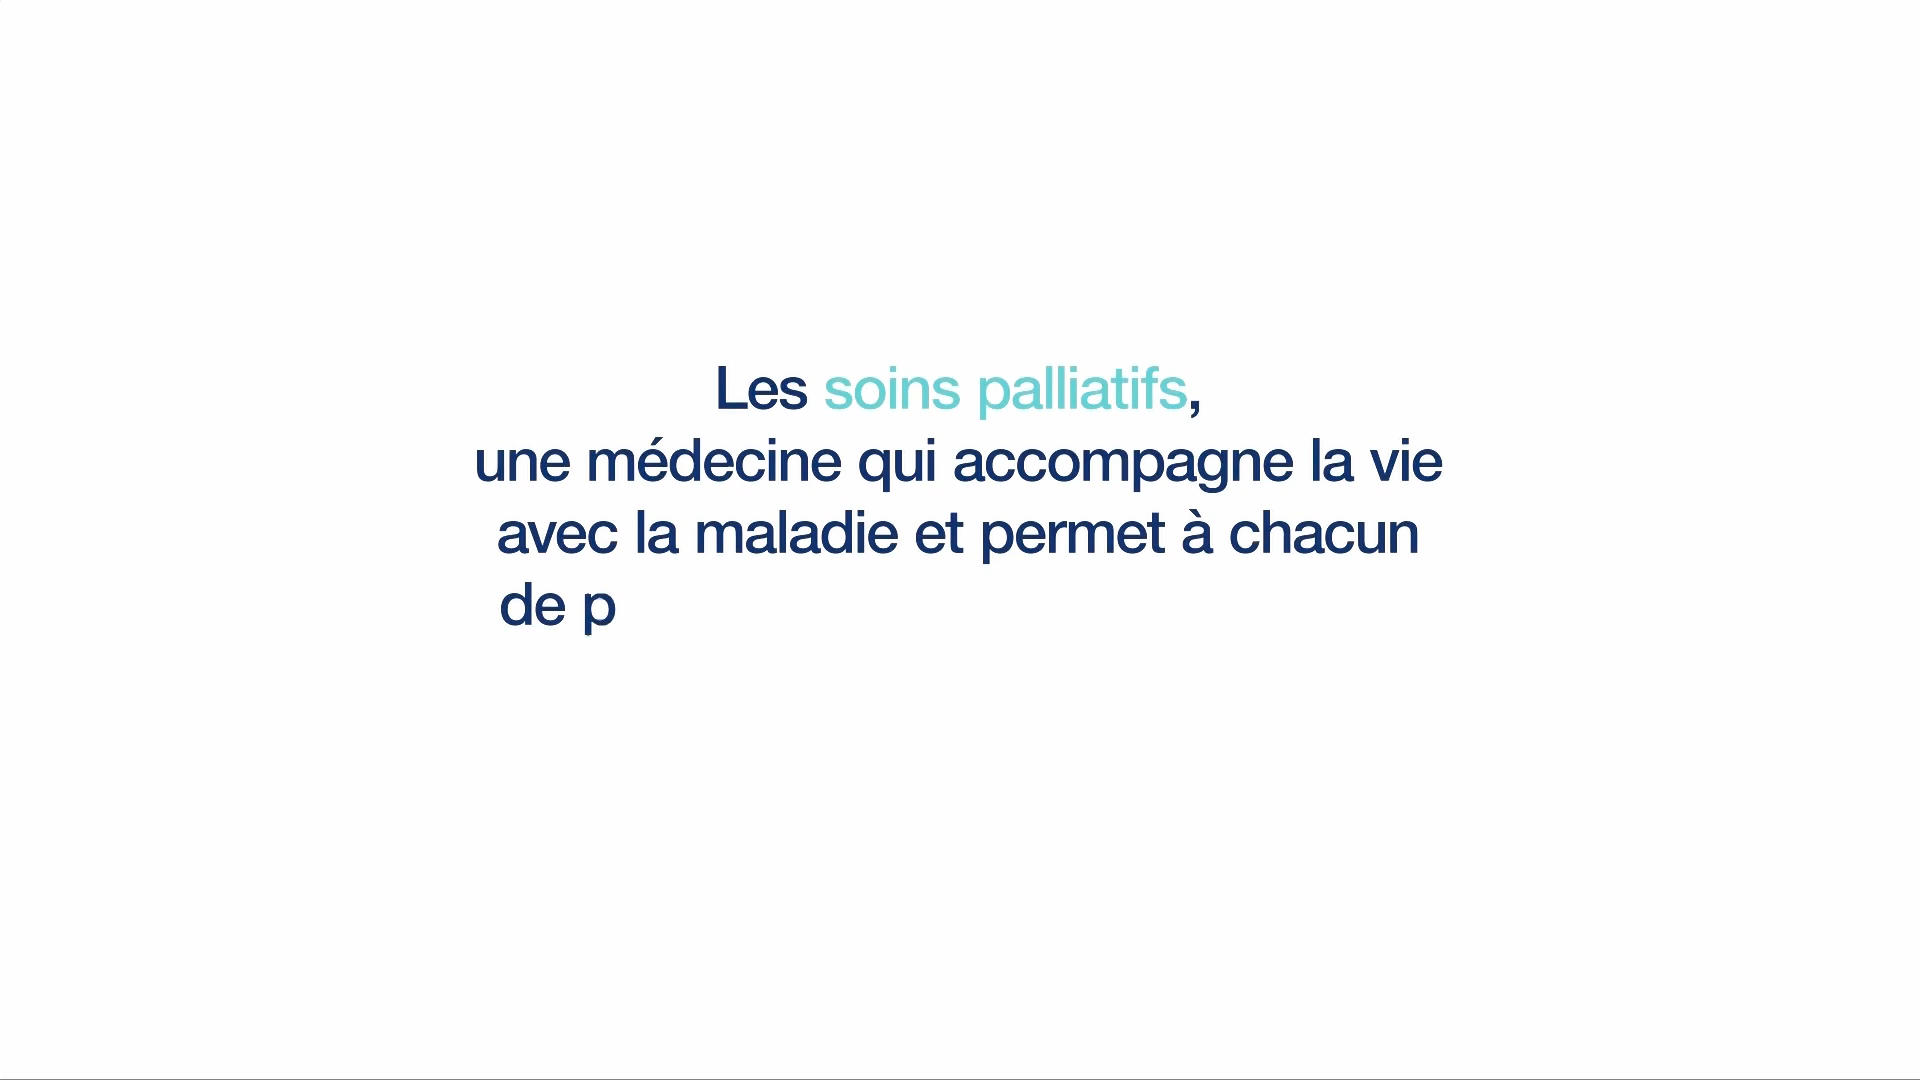 Les soins palliatifs,
une médecine qui accompagne la vie
avec la maladie et permet à chacun
de p